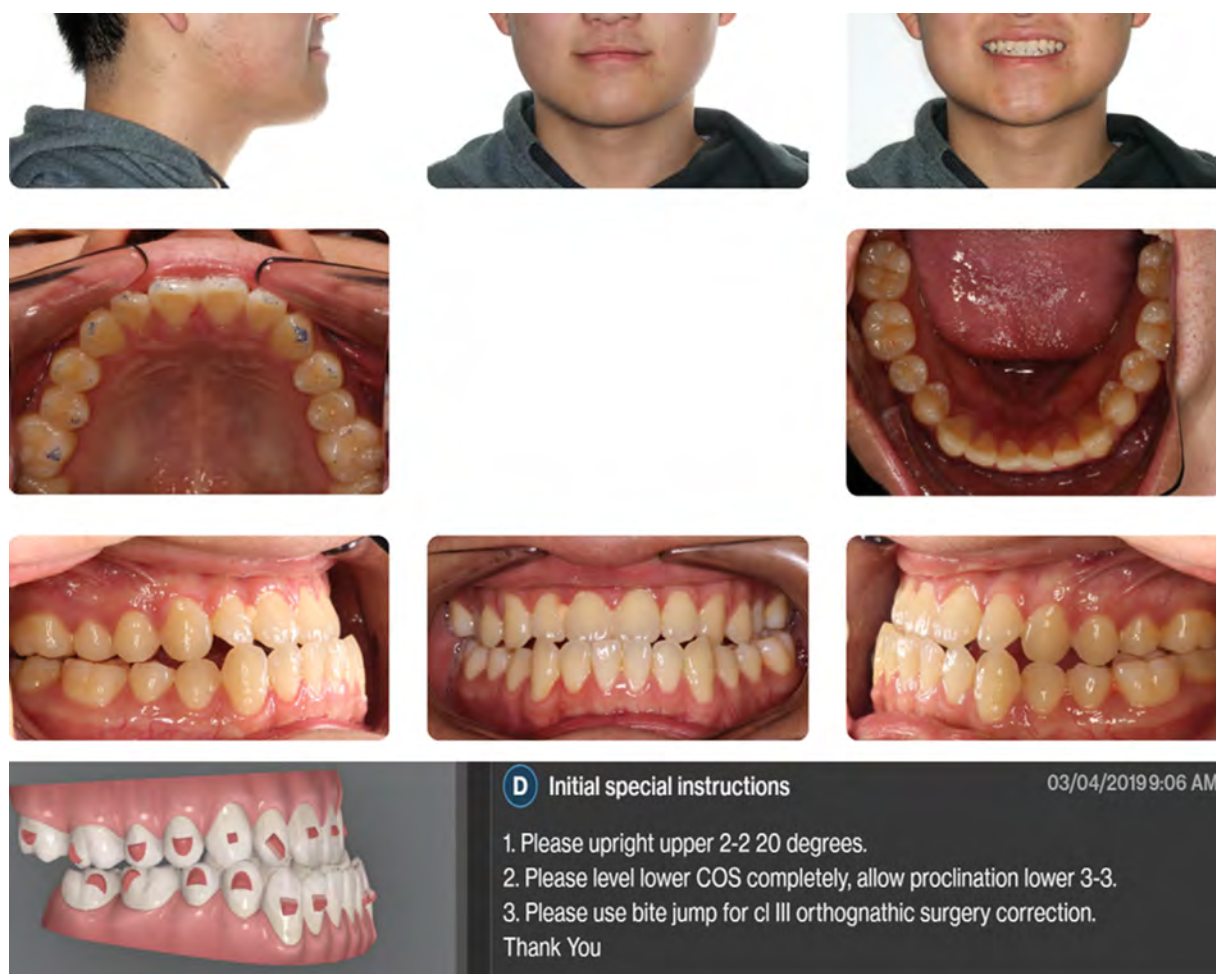 D Initial special instructions 03/04/2019 9:06 AM
1. Please upright upper 2-2 20 degrees.
2. Please level lower COS completely, allow proclination lower 3-3.
3. Please use bite jump for cl III orthognathic surgery correction.
Thank You